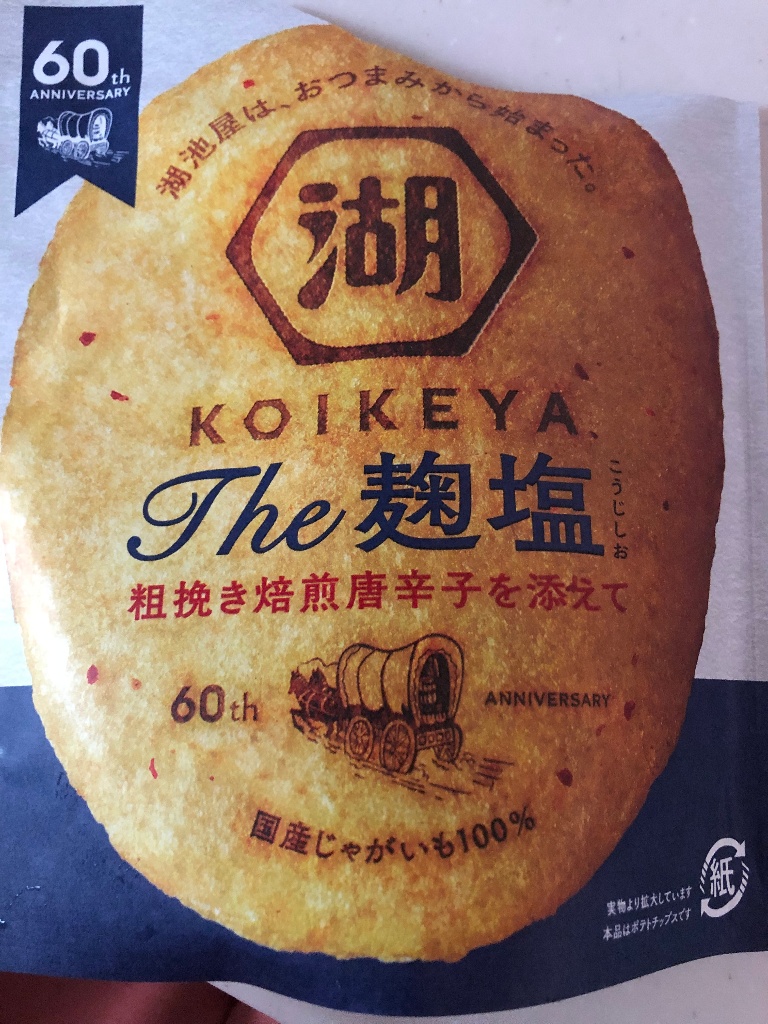 60th
ANNIVERSARY
湖池屋は、おつまみから始まった。
湖
KOIKEYA
The麹塩
こうじしお
粗挽き焙煎唐辛子を添えて
60th
ANNIVERSARY
国産じゃがいも100%
紙
実物より拡大しています
本品はポテトチップスです